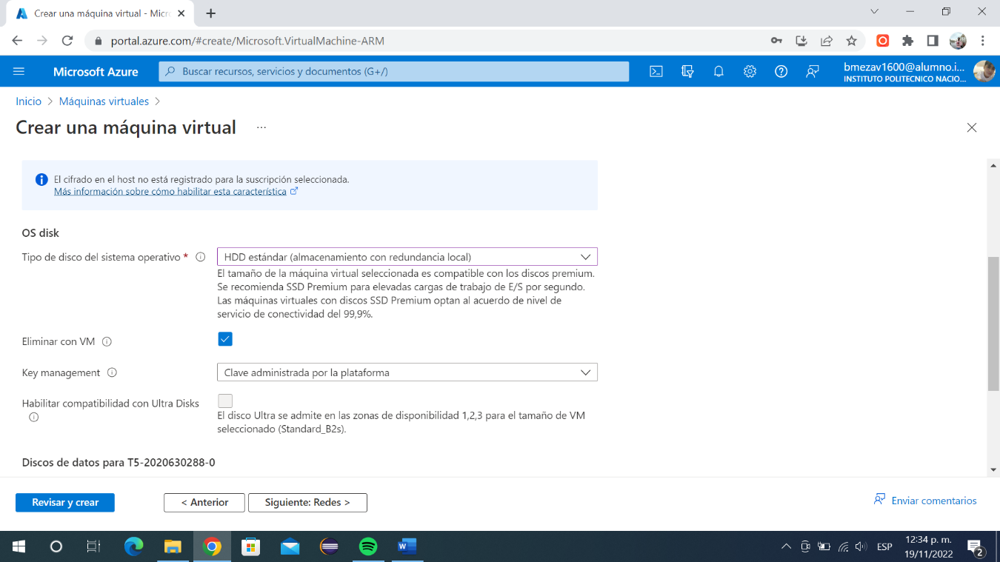 Crear una máquina virtual - Micr
portal.azure.com/#create/Microsoft.VirtualMachine-ARM
Microsoft Azure
Buscar recursos, servicios y documentos (G+/)
bmezav1600@alumno.i...
INSTITUTO POLITECNICO NACIO...
Inicio > Máquinas virtuales >
Crear una máquina virtual ...
El cifrado en el host no está registrado para la suscripción seleccionada.
Más información sobre cómo habilitar esta característica
OS disk
Tipo de disco del sistema operativo *
HDD estándar (almacenamiento con redundancia local)
El tamaño de la máquina virtual seleccionada es compatible con los discos premium.
Se recomienda SSD Premium para elevadas cargas de trabajo de E/S por segundo.
Las máquinas virtuales con discos SSD Premium optan al acuerdo de nivel de
servicio de conectividad del 99,9%.
Eliminar con VM
Key management
Clave administrada por la plataforma
Habilitar compatibilidad con Ultra Disks
El disco Ultra se admite en las zonas de disponibilidad 1,2,3 para el tamaño de VM
seleccionado (Standard_B2s).
Discos de datos para T5-2020630288-0
Revisar y crear
< Anterior
Siguiente: Redes >
Enviar comentarios
ESP
12:34 p. m.
19/11/2022
2